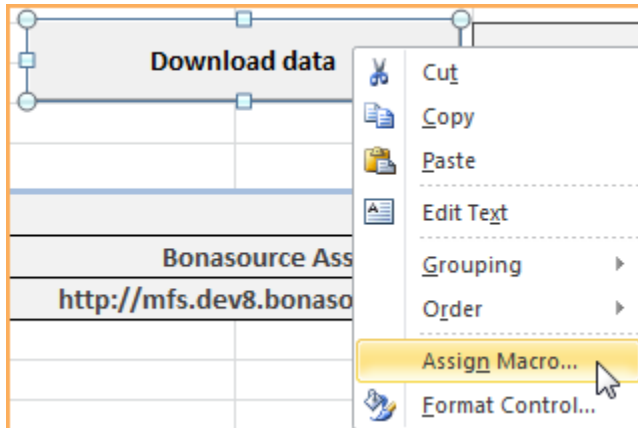 Download data
Cut
Copy
Paste
Edit Text
Bonasource Ass
Grouping
http://mfs.dev8.bonaso
Order
Assign Macro...
Format Control...